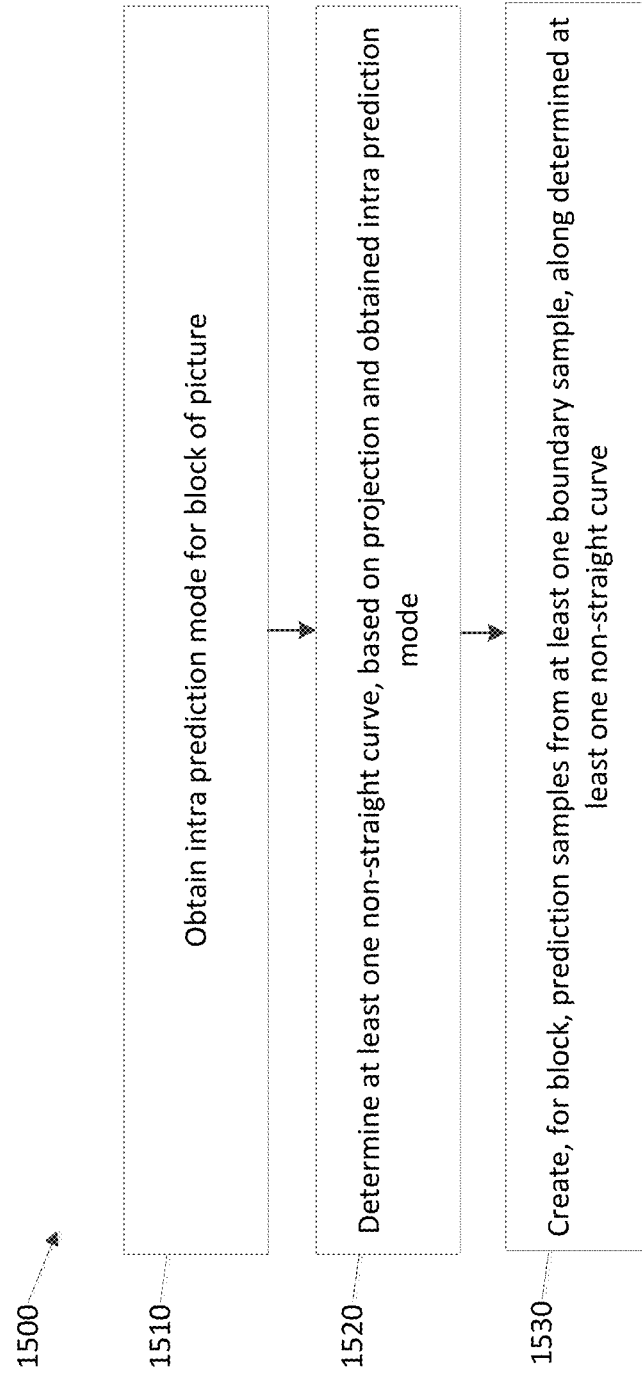 1500
1510
Obtain intra prediction mode for block of picture
1520
Determine at least one non-straight curve, based on projection and obtained intra prediction
mode
1530
Create, for block, prediction samples from at least one boundary sample, along determined at
least one non-straight curve